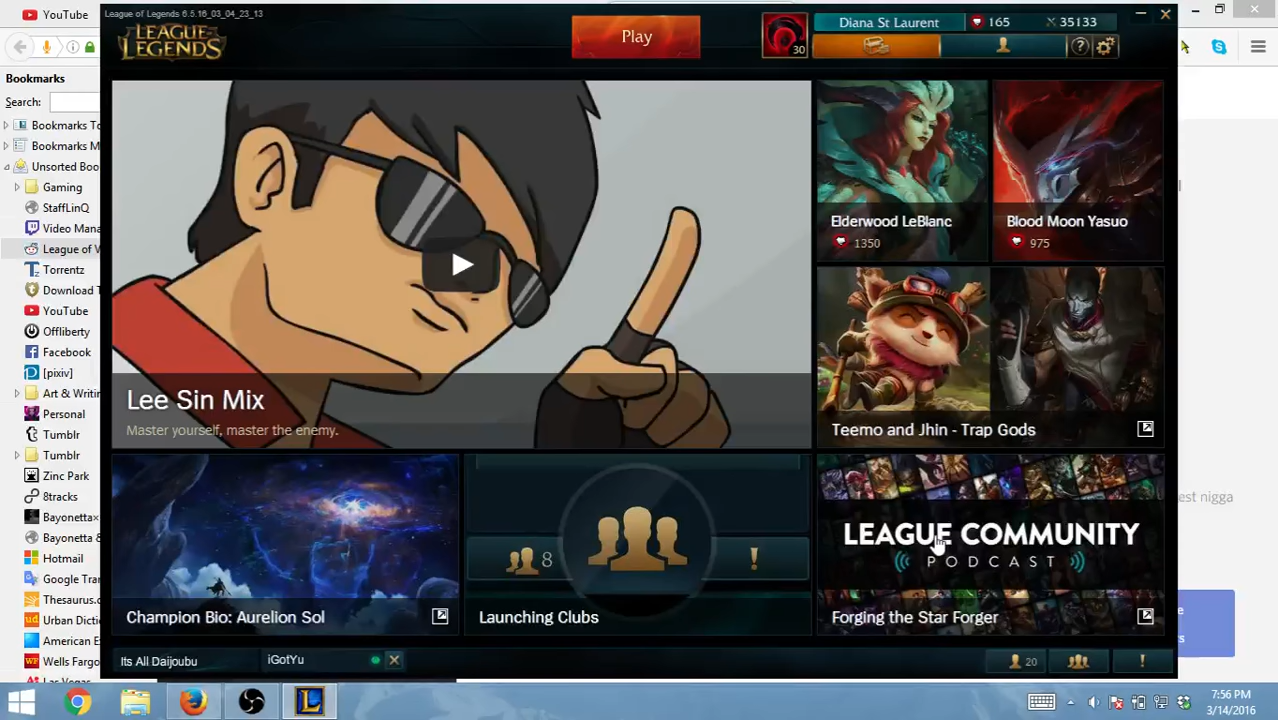 YouTube
League of Legends 6.5.16_03_04_23_13
LEAGUE
LEGENDS
Play
30
Diana St Laurent
165
35133
Bookmarks
Search:
Bookmarks To
Bookmarks M
Unsorted Boo
Gaming
StaffLinQ
Video Mana
League of
Torrentz
Download T
YouTube
Offliberty
Facebook
[pixiv]
Art & Writing
Personal
Tumblr
Tumblr
Zinc Park
8tracks
Bayonetta×
Bayonetta &
Hotmail
Google Tran
Thesaurus.c
Urban Dictio
American E
Wells Fargo
Lee Sin Mix
Master yourself, master the enemy.
Elderwood LeBlanc
1350
Blood Moon Yasuo
975
Teemo and Jhin - Trap Gods
Champion Bio: Aurelion Sol
8
!
Launching Clubs
LEAGUE COMMUNITY
PODCAST
Forging the Star Forger
est nigga
Its All Daijoubu
iGotYu
20
!
7:56 PM
3/14/2016